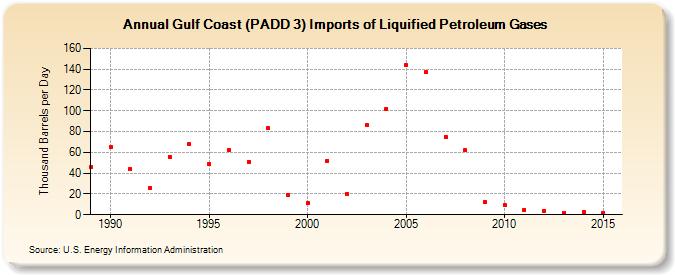 Annual Gulf Coast (PADD 3) Imports of Liquified Petroleum Gases
Thousand Barrels per Day
160
140
120
100
80
60
40
20
0
1990 1995 2000 2005 2010 2015
Source: U.S. Energy Information Administration